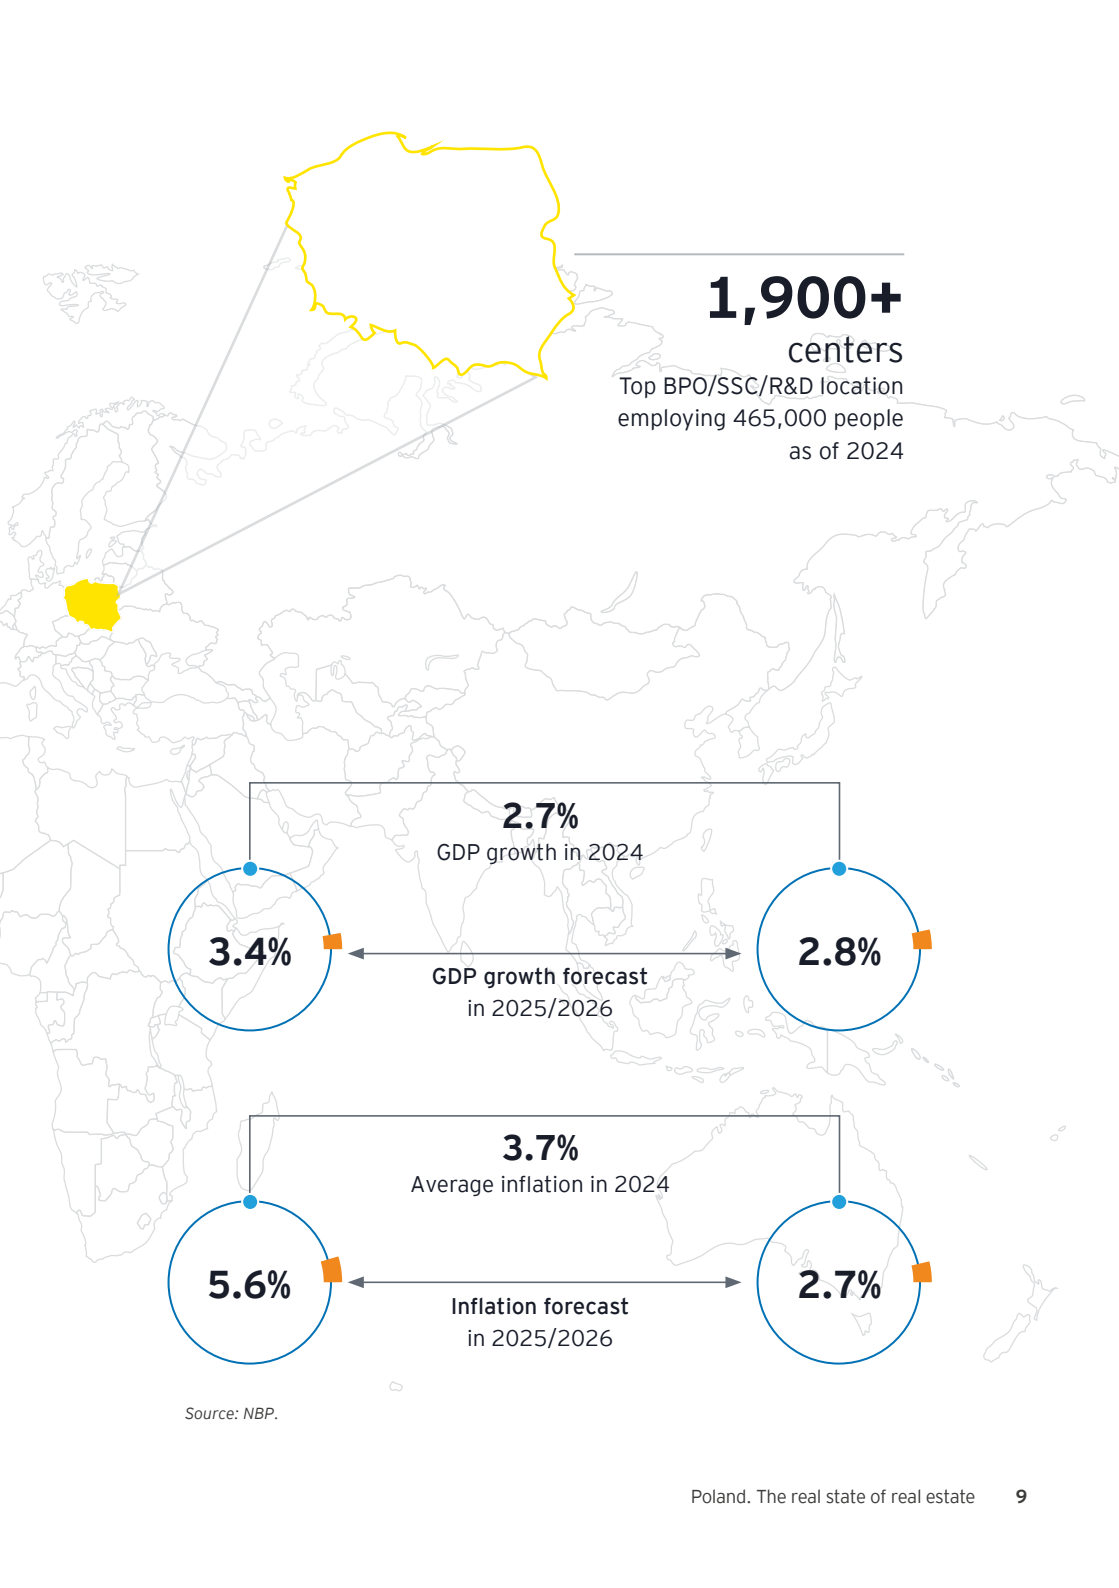 1,900+
centers
Top BPO/SSC/R&D location
employing 465,000 people
as of 2024
2.7%
GDP growth in 2024
3.4%
2.8%
GDP growth forecast
in 2025/2026
3.7%
Average inflation in 2024
5.6%
2.7%
Inflation forecast
in 2025/2026
Source: NBP.
Poland. The real state of real estate 9